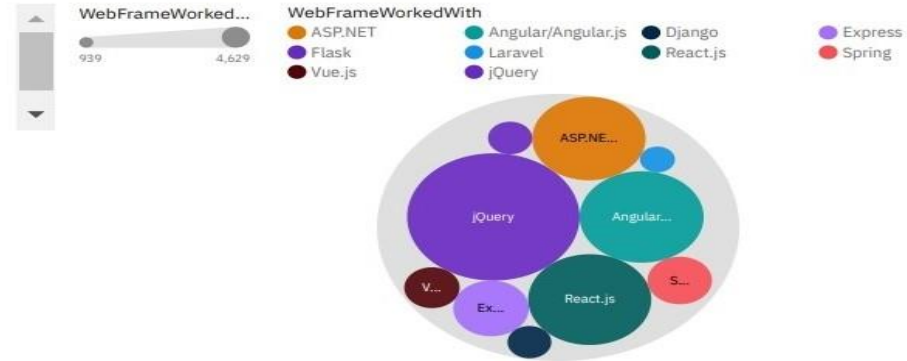 WebFrameWorked...
939 4,629
WebFrameWorkedWith
ASP.NET Angular/Angular.js Django Express
Flask Laravel React.js Spring
Vue.js jQuery
ASP.NE...
jQuery
Angular...
S...
V...
React.js
Ex...